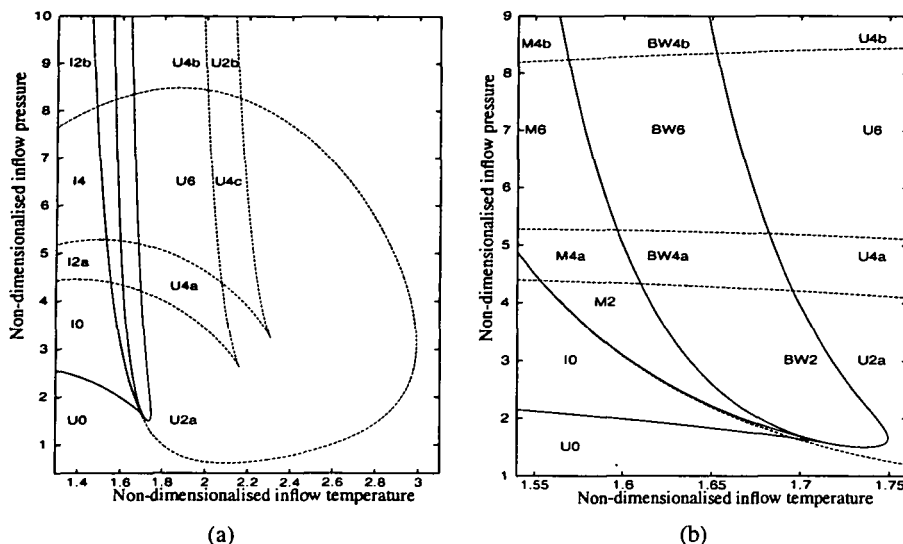 Non-dimensionalised inflow pressure
10
9
8
7
6
5
4
3
2
1
I2b
U4b
U2b
I4
U6
U4c
I2a
U4a
I0
U0
U2a
1.4 1.6 1.8 2 2.2 2.4 2.6 2.8 3
Non-dimensionalised inflow temperature
(a)
Non-dimensionalised inflow pressure
9
8
7
6
5
4
3
2
1
M4b
BW4b
U4b
M6
BW6
U6
M4a
BW4a
U4a
M2
I0
BW2
U2a
U0
1.55 1.6 1.65 1.7 1.75
Non-dimensionalised inflow temperature
(b)